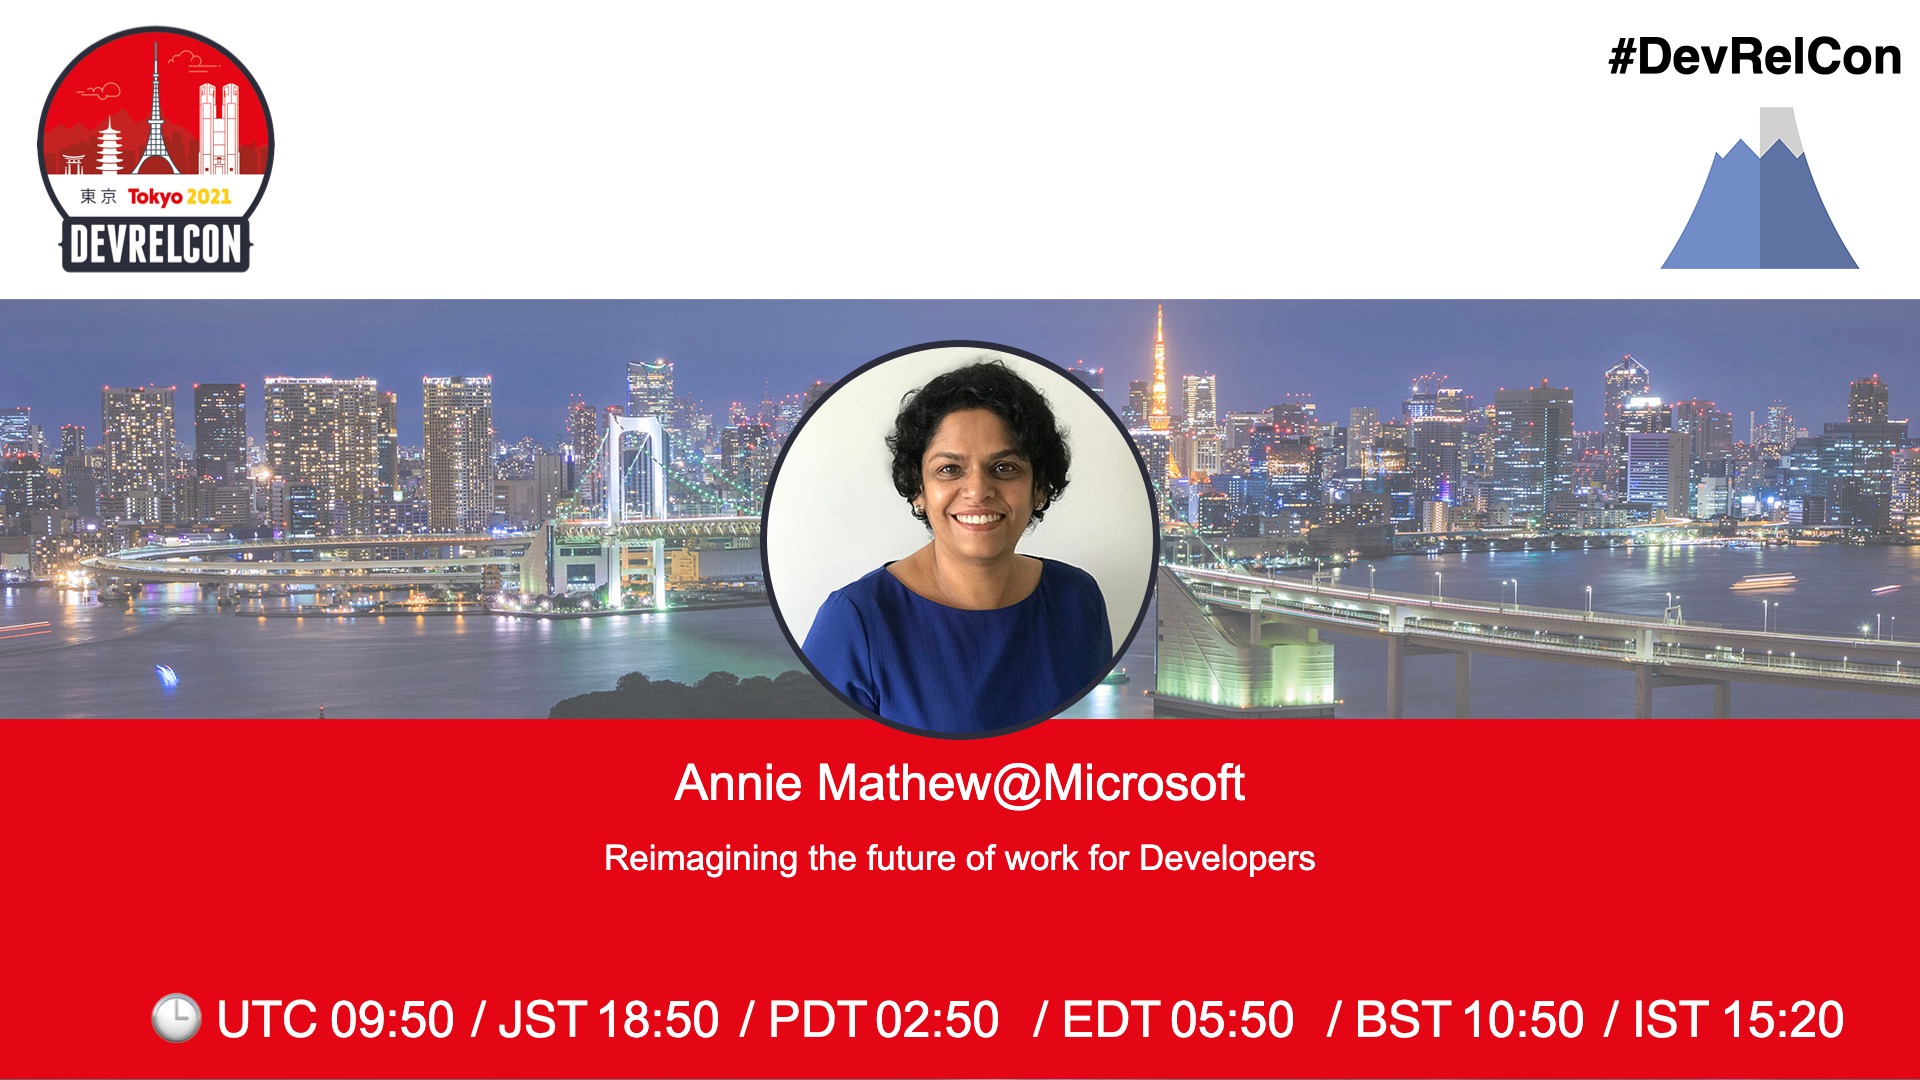 #DevRelCon
東京 Tokyo 2021
DEVRELCON
Annie Mathew@Microsoft
Reimagining the future of work for Developers
UTC 09:50 / JST 18:50 / PDT 02:50 / EDT 05:50 / BST 10:50 / IST 15:20